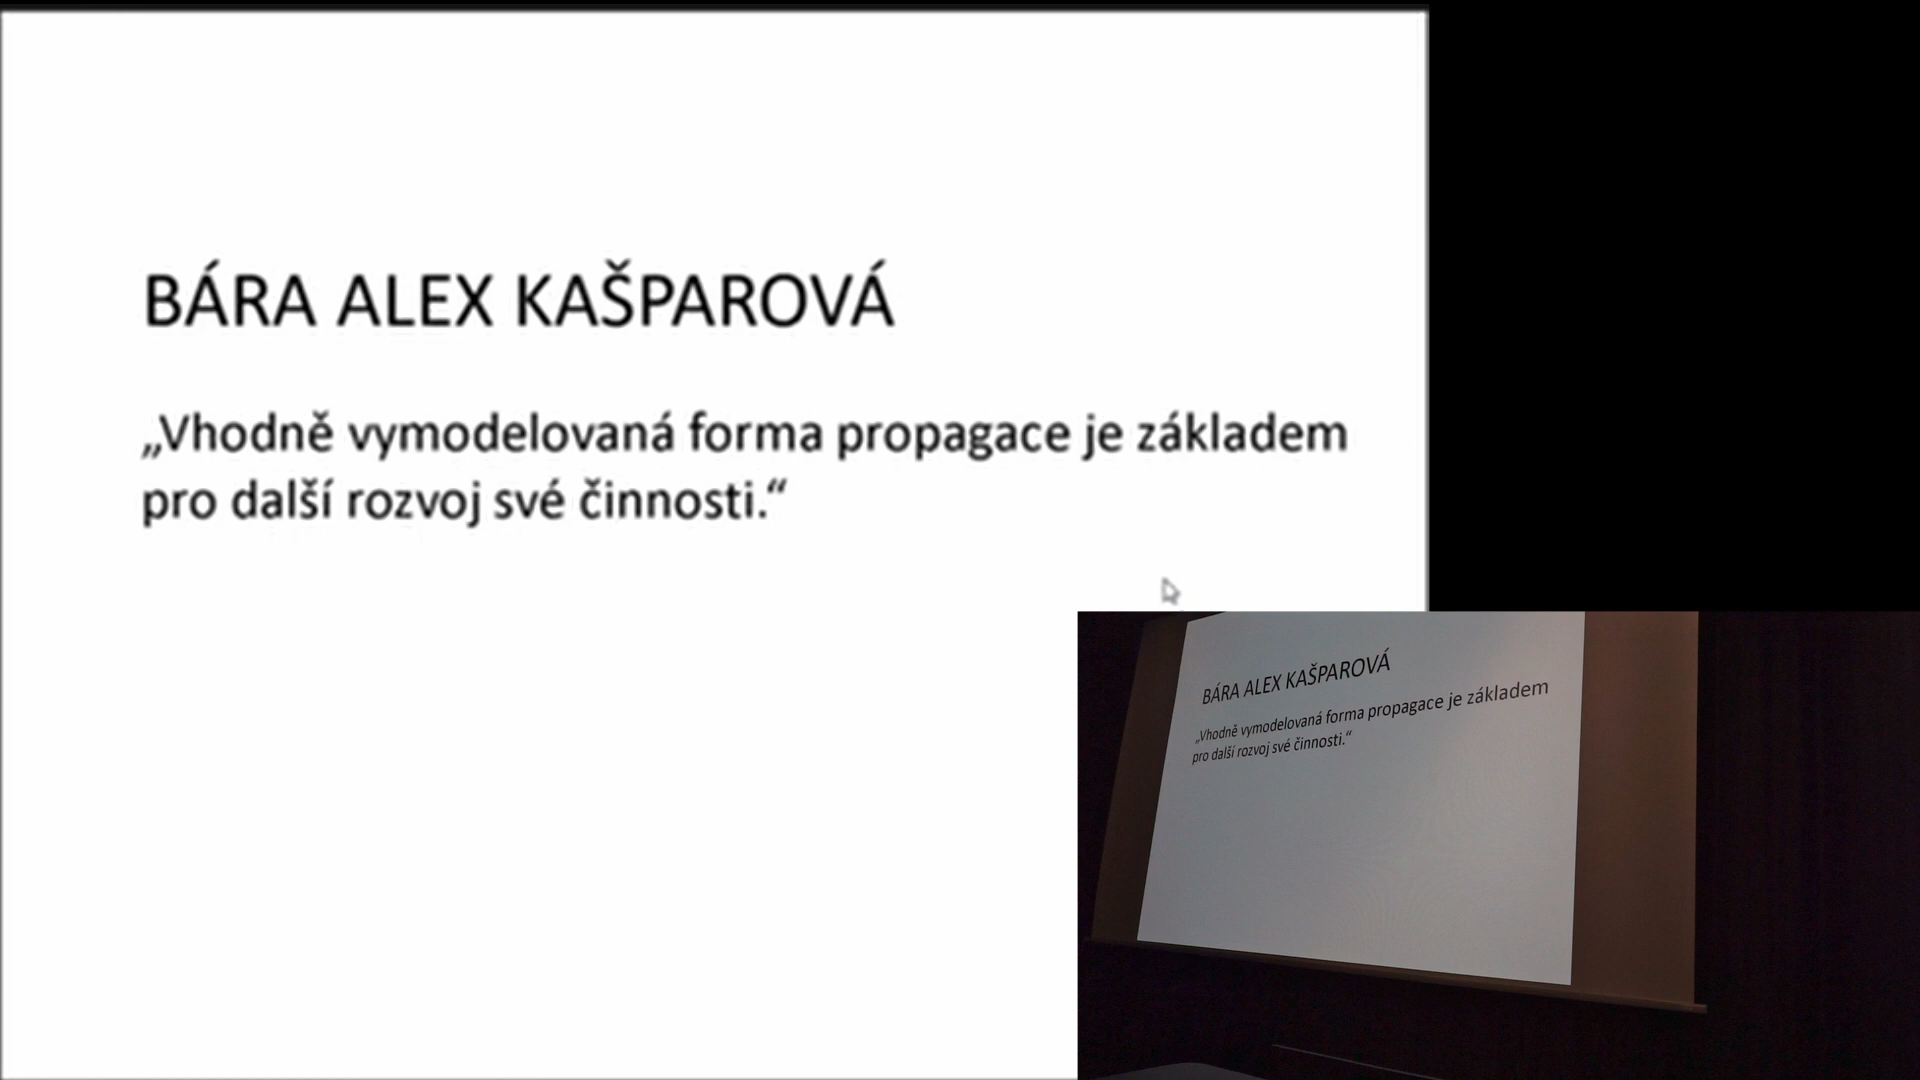 BÁRA ALEX KAŠPAROVÁ
„Vhodně vymodelovaná forma propagace je základem
pro další rozvoj své činnosti.“
BÁRA ALEX KAŠPAROVÁ
„Vhodně vymodelovaná forma propagace je základem
pro další rozvoj své činnosti.“